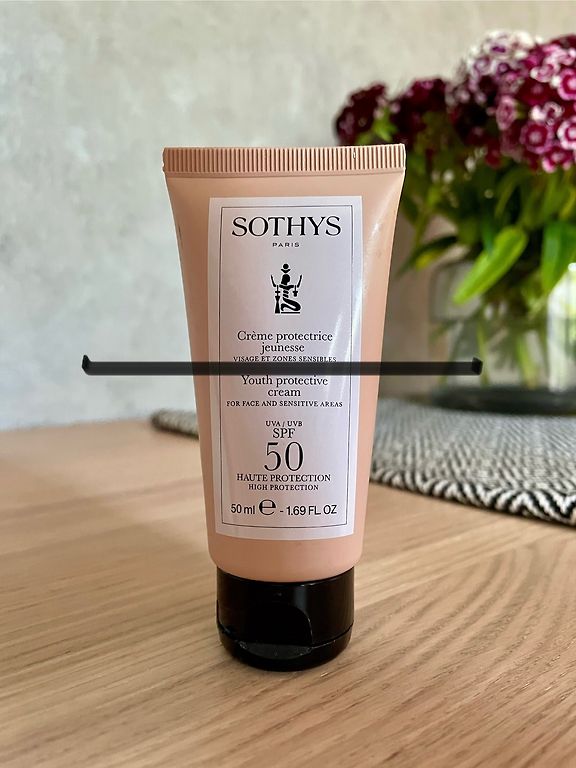 SOTHYS
PARIS
Crème protectrice
jeunesse
VISAGE ET ZONES SENSIBLES
Youth protective
cream
FOR FACE AND SENSITIVE AREAS
UVA / UVB
SPF
50
HAUTE PROTECTION
HIGH PROTECTION
50 ml ℮ - 1.69 FL. OZ